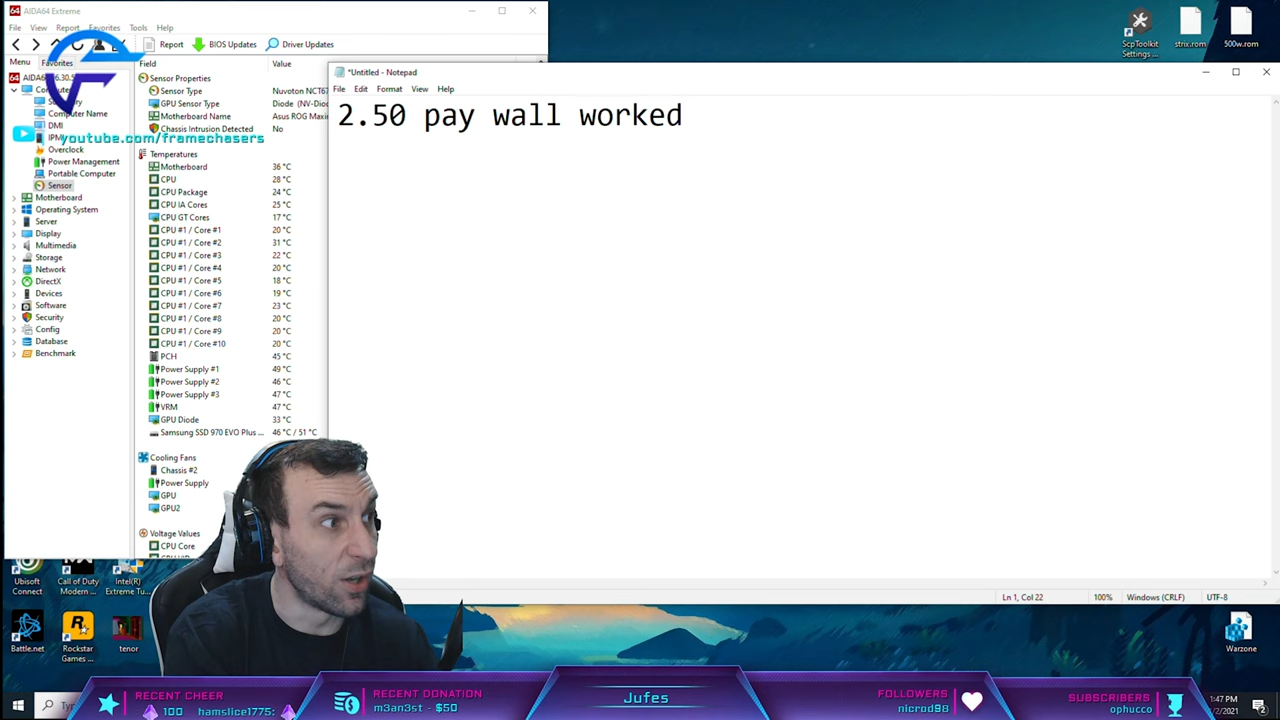 AIDA64 Extreme
File View Report Favorites Tools Help
Report BIOS Updates Driver Updates
Menu Favorites
Field Value
Computer Name
DMI
Overclock
Power Management
Portable Computer
Sensor
Motherboard
Operating System
Server
Display
Multimedia
Storage
Network
DirectX
Devices
Software
Security
Config
Database
Benchmark
youtube.com/framechasers
Sensor Properties
Sensor Type Nuvoton NCT67
GPU Sensor Type Diode (NV-Diod
Motherboard Name Asus ROG Maxim
Chassis Intrusion Detected No
Temperatures
Motherboard 36 °C
CPU 28 °C
CPU Package 24 °C
CPU IA Cores 25 °C
CPU GT Cores 17 °C
CPU #1 / Core #1 20 °C
CPU #1 / Core #2 31 °C
CPU #1 / Core #3 22 °C
CPU #1 / Core #4 20 °C
CPU #1 / Core #5 18 °C
CPU #1 / Core #6 19 °C
CPU #1 / Core #7 23 °C
CPU #1 / Core #8 20 °C
CPU #1 / Core #9 20 °C
CPU #1 / Core #10 20 °C
PCH 45 °C
Power Supply #1 49 °C
Power Supply #2 46 °C
Power Supply #3 47 °C
VRM 47 °C
GPU Diode 33 °C
Samsung SSD 970 EVO Plus ... 46 °C / 51 °C
Cooling Fans
Chassis #2
Power Supply
GPU
GPU2
Voltage Values
CPU Core
*Untitled - Notepad
File Edit Format View Help
2.50 pay wall worked
Ln 1, Col 22 100% Windows (CRLF) UTF-8
ScpToolkit Settings ...
strix.rom
500w.rom
Ubisoft Connect
Call of Duty Modern ...
Intel(R) Extreme Tu...
Battle.net
Rockstar Games ...
tenor
Warzone
RECENT CHEER
100 hamslice1775:
RECENT DONATION
m3an3st - $50
Jufes
FOLLOWERS
nicrod98
SUBSCRIBERS
ophucco
1:47 PM
/2/2021